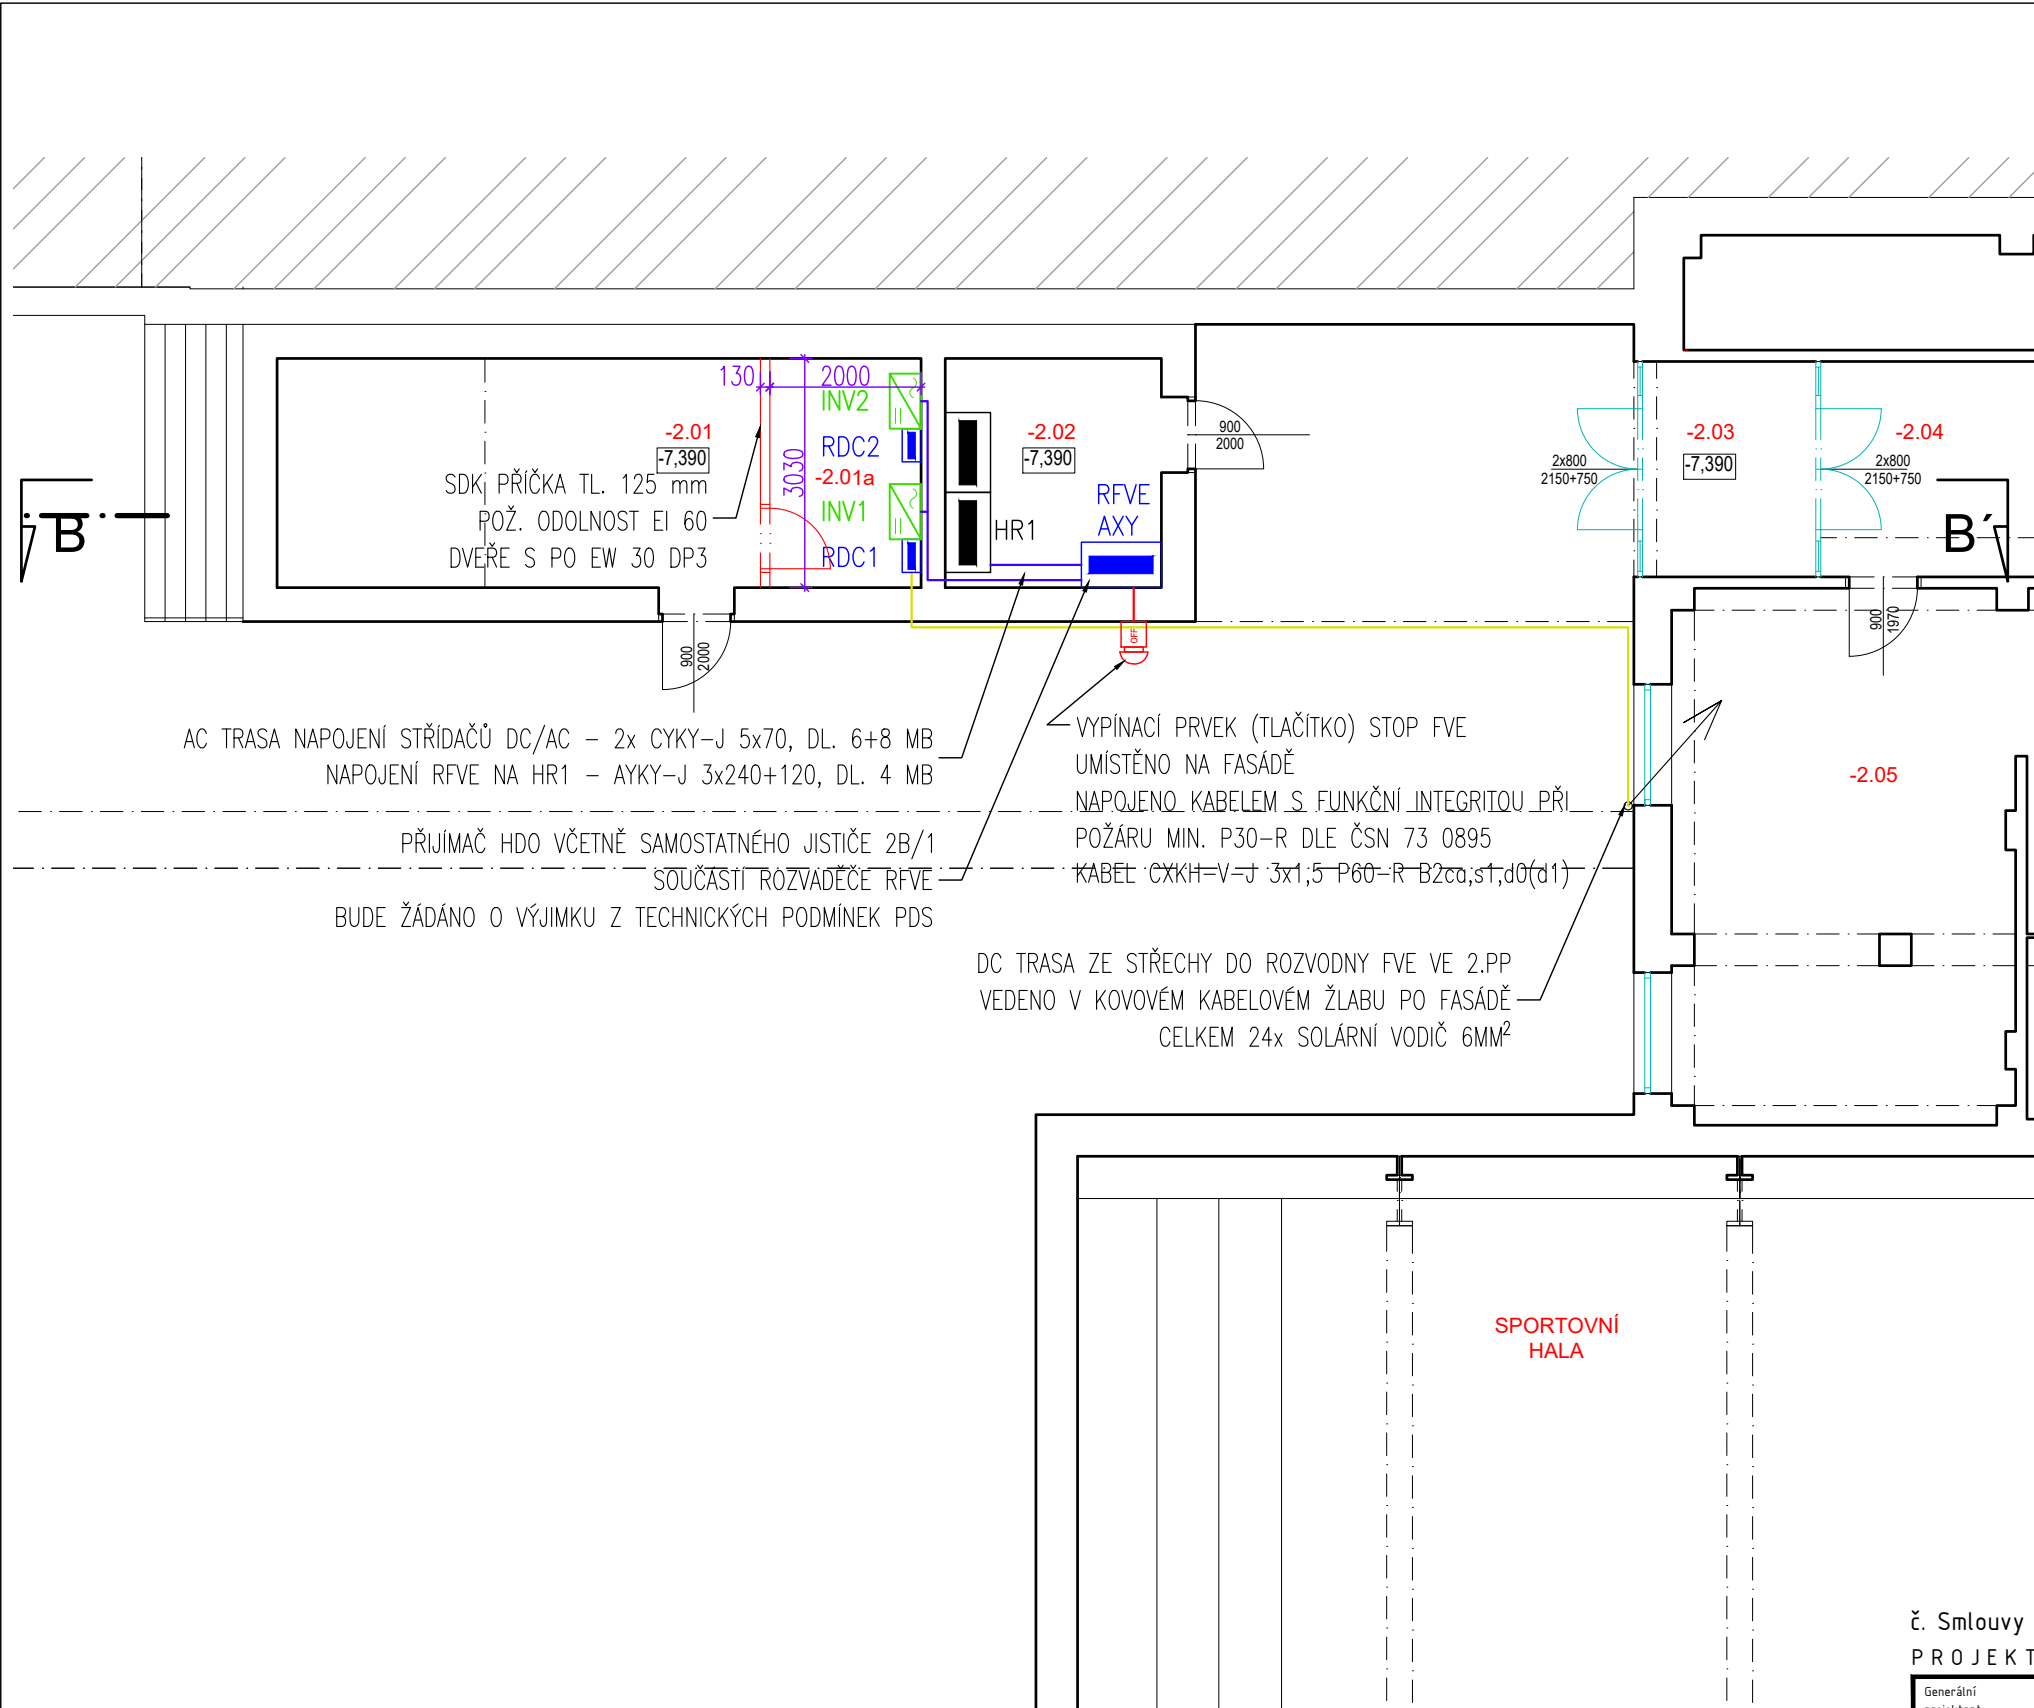 130
2000
INV2
-2.01
-7,390
RDC2
-2.01a
3030
INV1
RDC1
SDK PŘÍČKA TL. 125 mm
POŽ. ODOLNOST EI 60
DVEŘE S PO EW 30 DP3
-2.02
-7,390
HR1
RFVE
AXY
900
2000
2x800
2150+750
-2.03
-7,390
-2.04
2x800
2150+750
B
B´
900
2000
OFF
900
1970
AC TRASA NAPOJENÍ STŘÍDAČŮ DC/AC – 2x CYKY–J 5x70, DL. 6+8 MB
NAPOJENÍ RFVE NA HR1 – AYKY–J 3x240+120, DL. 4 MB
PŘIJÍMAČ HDO VČETNĚ SAMOSTATNÉHO JISTIČE 2B/1
SOUČÁSTÍ ROZVADĚČE RFVE
BUDE ŽÁDÁNO O VÝJIMKU Z TECHNICKÝCH PODMÍNEK PDS
VYPÍNACÍ PRVEK (TLAČÍTKO) STOP FVE
UMÍSTĚNO NA FASÁDĚ
NAPOJENO KABELEM S FUNKČNÍ INTEGRITOU PŘI
POŽÁRU MIN. P30–R DLE ČSN 73 0895
KABEL CXKH–V–J 3x1,5 P60–R B2ca,s1,d0(d1)
-2.05
DC TRASA ZE STŘECHY DO ROZVODNY FVE VE 2.PP
VEDENO V KOVOVÉM KABELOVÉM ŽLABU PO FASÁDĚ
CELKEM 24x SOLÁRNÍ VODIČ 6MM²
SPORTOVNÍ
HALA
č. Smlouvy
PROJEKT
Generální